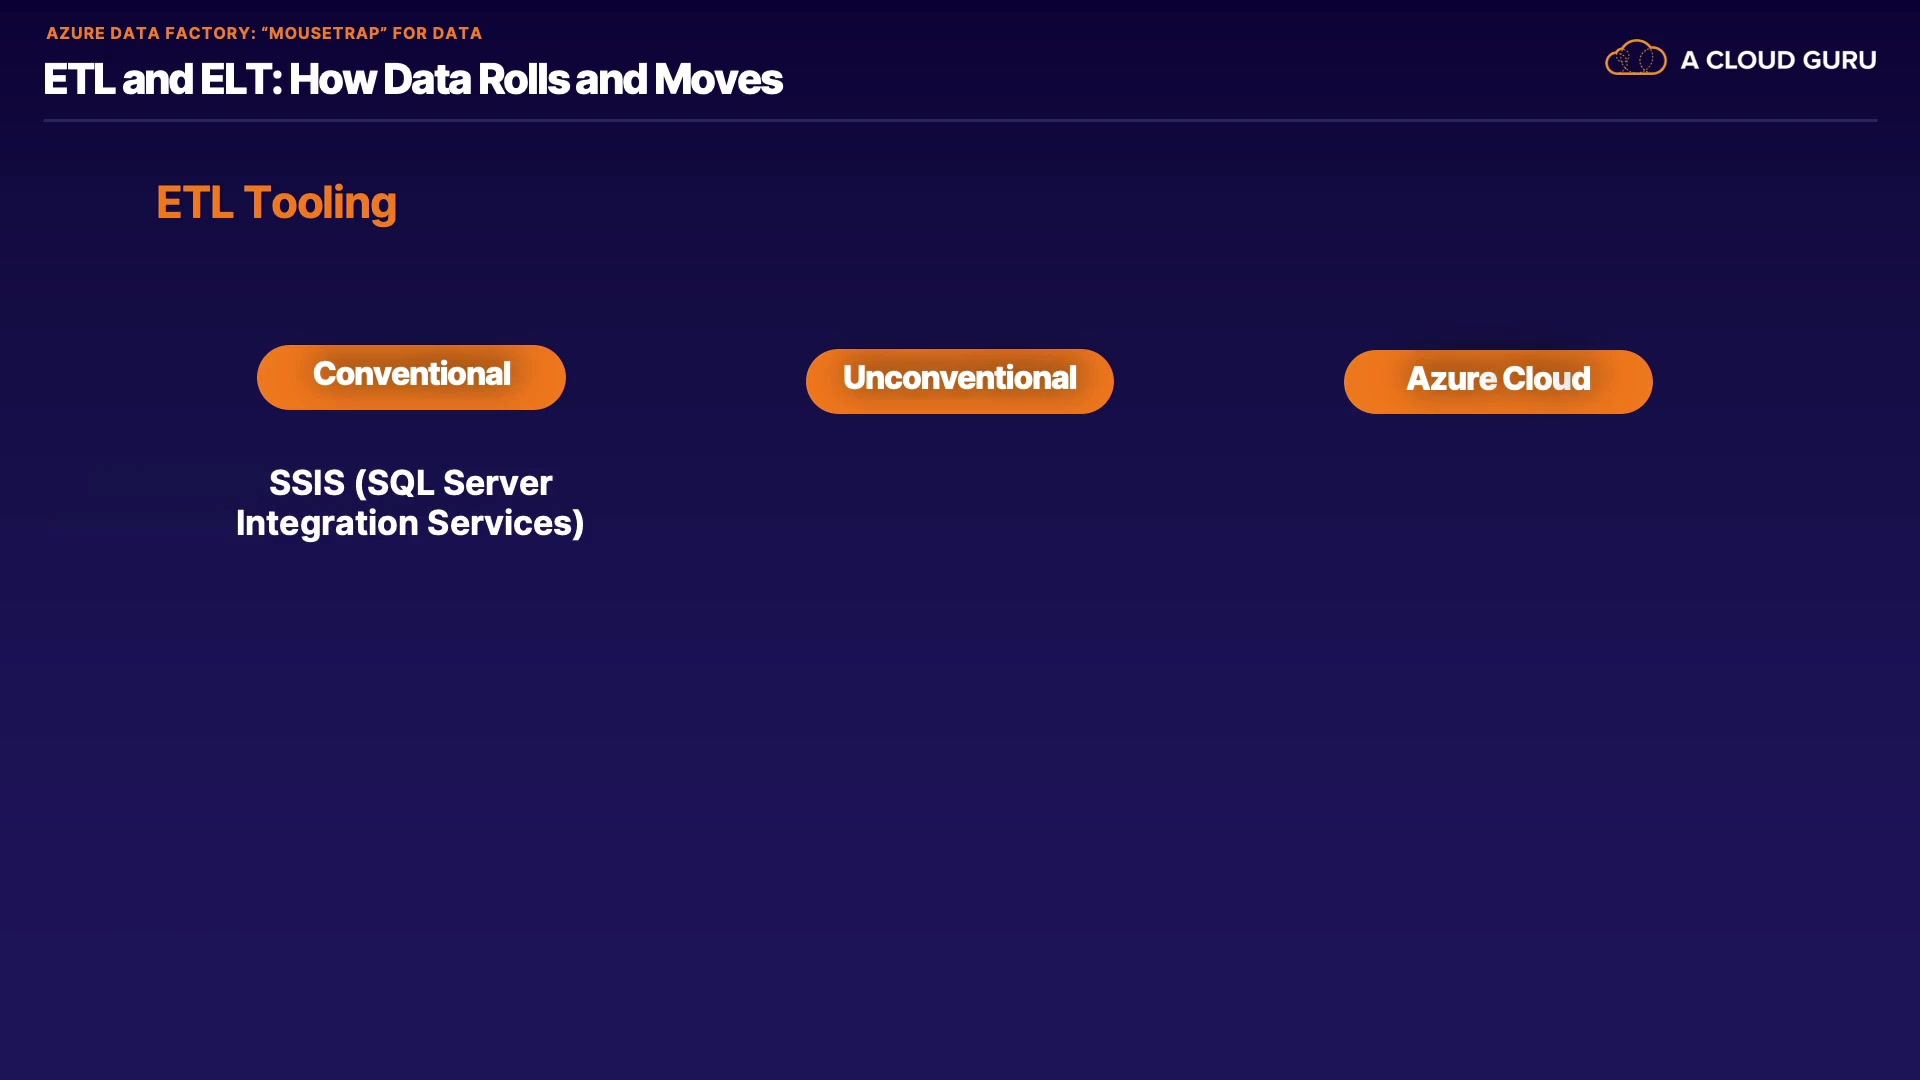 AZURE DATA FACTORY: “MOUSETRAP” FOR DATA
ETL and ELT: How Data Rolls and Moves
A CLOUD GURU
ETL Tooling
Conventional
Unconventional
Azure Cloud
SSIS (SQL Server
Integration Services)